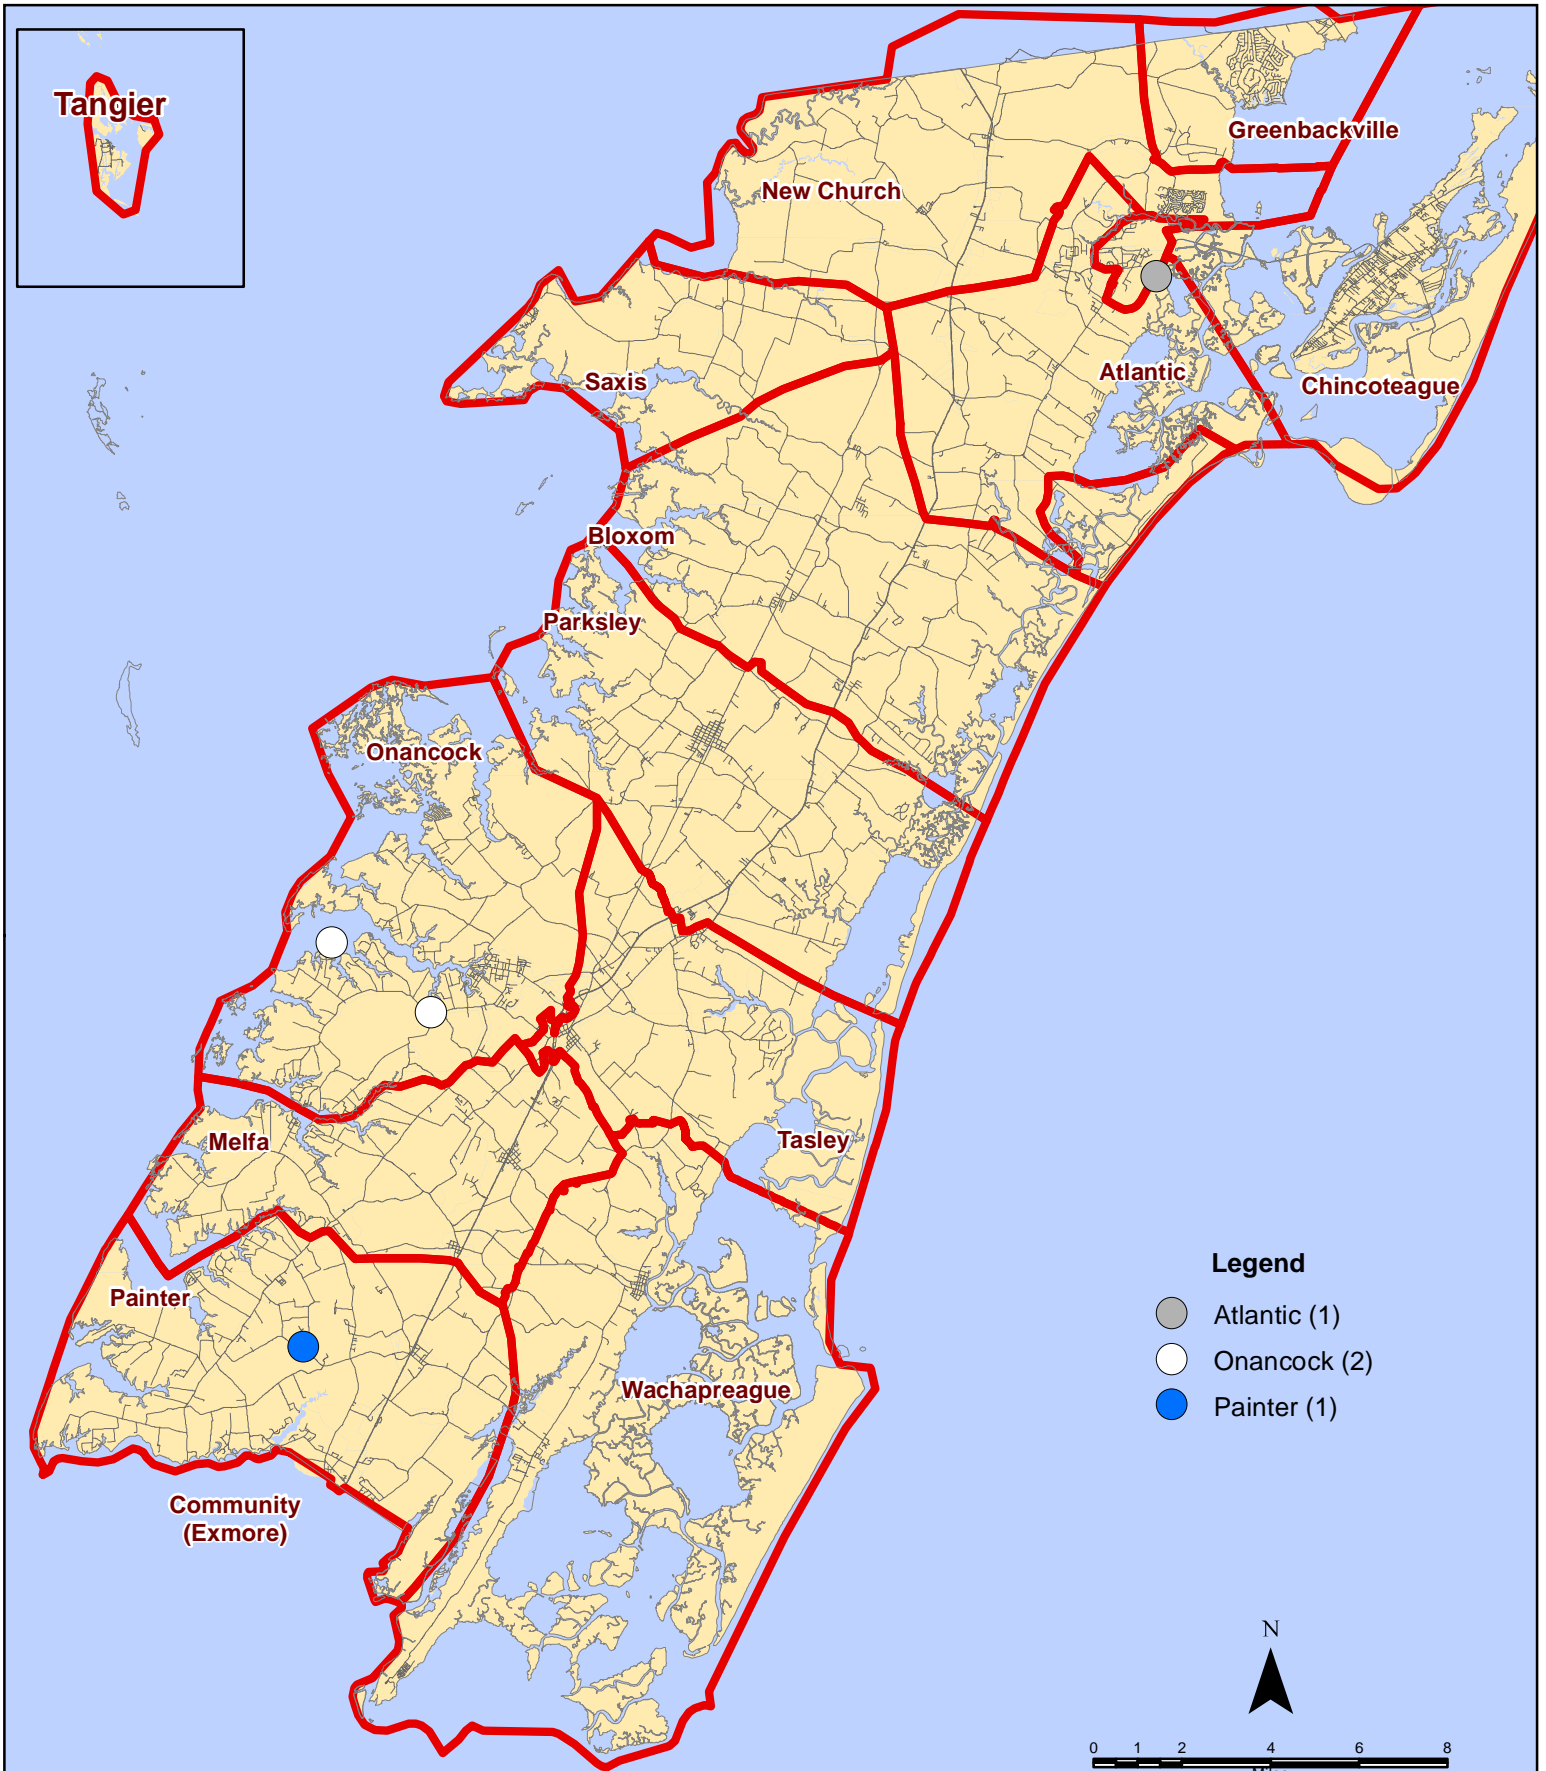 Tangier
Greenbackville
New Church
Saxis
Atlantic
Chincoteague
Bloxom
Parksley
Onancock
Melfa
Tasley
Painter
Wachapreague
Community
(Exmore)
Legend
Atlantic (1)
Onancock (2)
Painter (1)
N
0 1 2 4 6 8